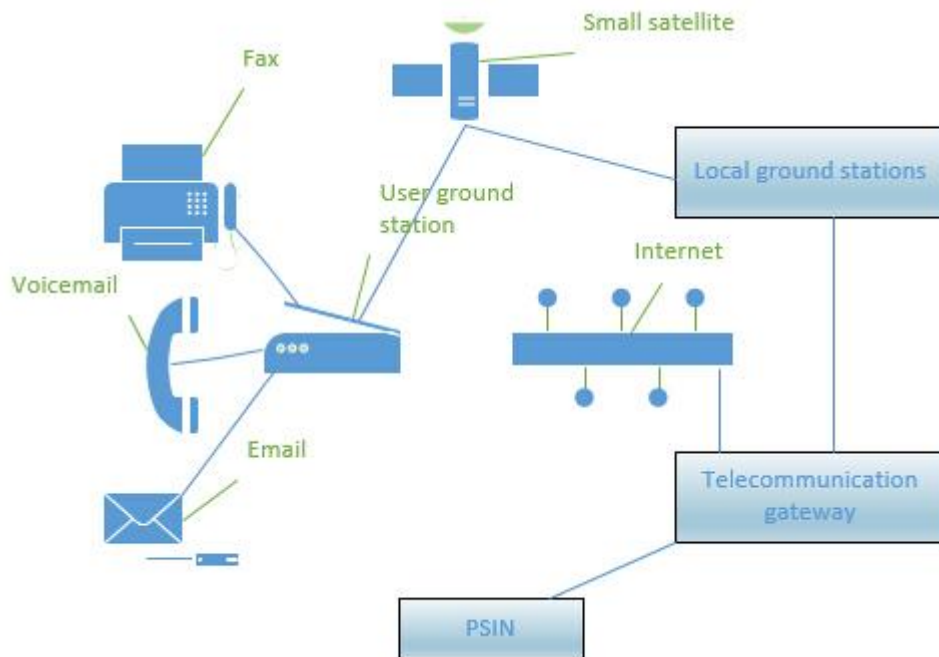 Small satellite
Fax
Local ground stations
User ground
station
Internet
Voicemail
Email
Telecommunication
gateway
PSIN